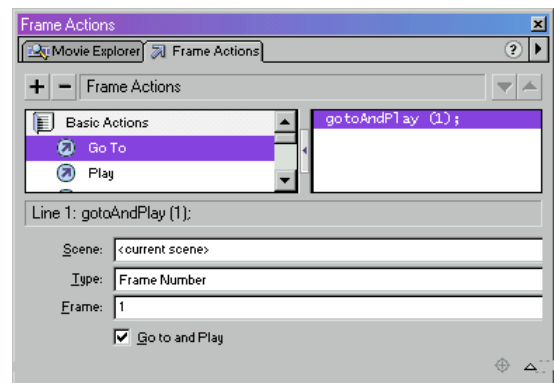 Frame Actions
Movie Explorer Frame Actions ?
+ − Frame Actions
Basic Actions
Go To
Play
gotoAndPlay (1);
Line 1: gotoAndPlay (1);
Scene: <current scene>
Type: Frame Number
Frame: 1
Go to and Play